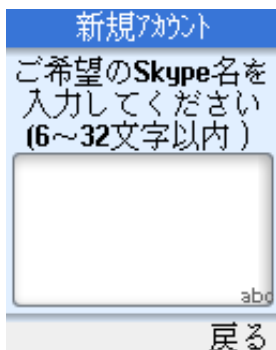 新規アカウント
ご希望のSkype名を
入力してください
(6～32文字以内)
abc
戻る